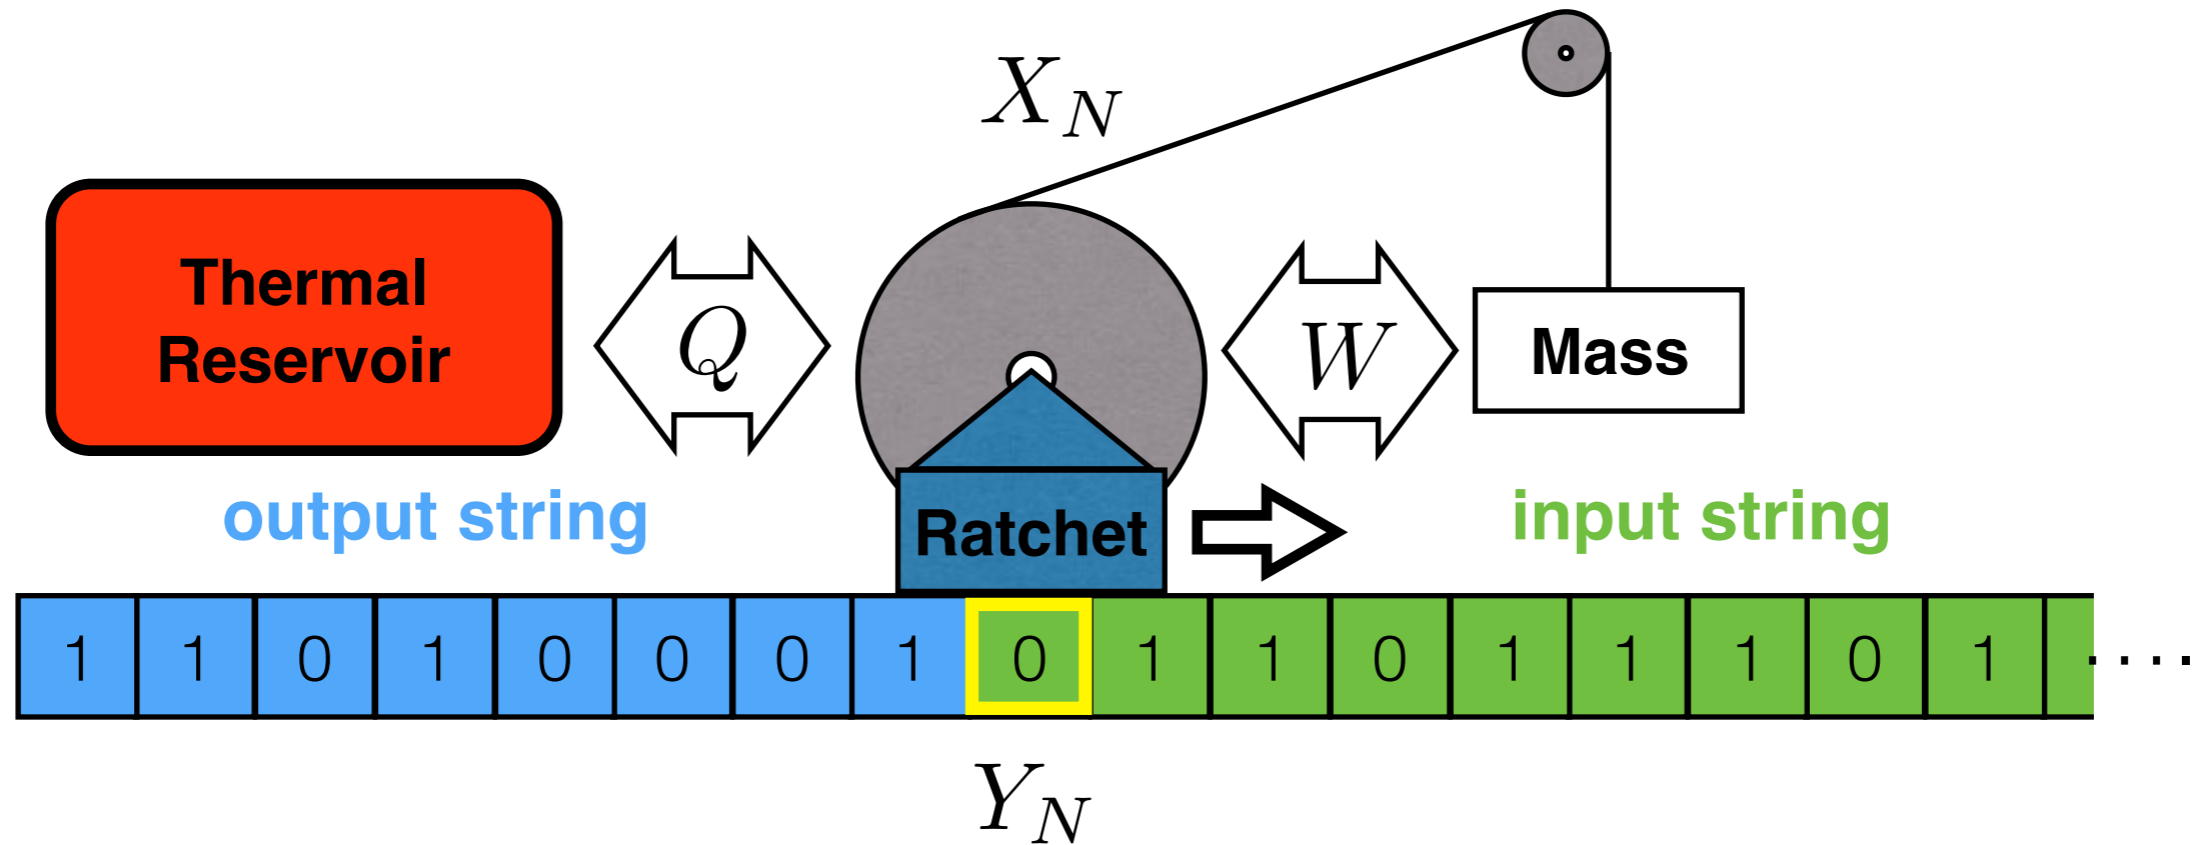 X_N
Thermal
Reservoir
Q
W
Mass
output string
Ratchet
input string
1 1 0 1 0 0 0 1 0 1 1 0 1 1 1 0 1 ....
Y_N